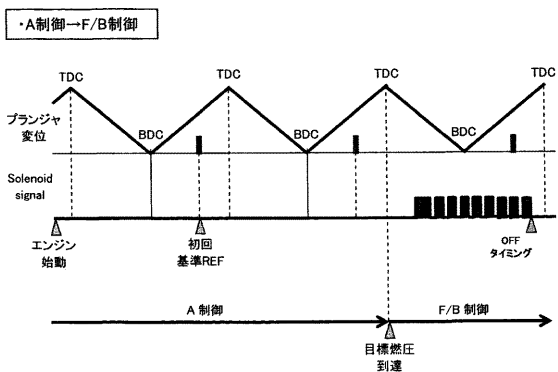 ・A制御→F/B制御
TDC
TDC
TDC
TDC
プランジャ
変位
BDC
BDC
BDC
Solenoid
signal
エンジン
始動
初回
基準REF
OFF
タイミング
A 制御
F/B 制御
目標燃圧
到達